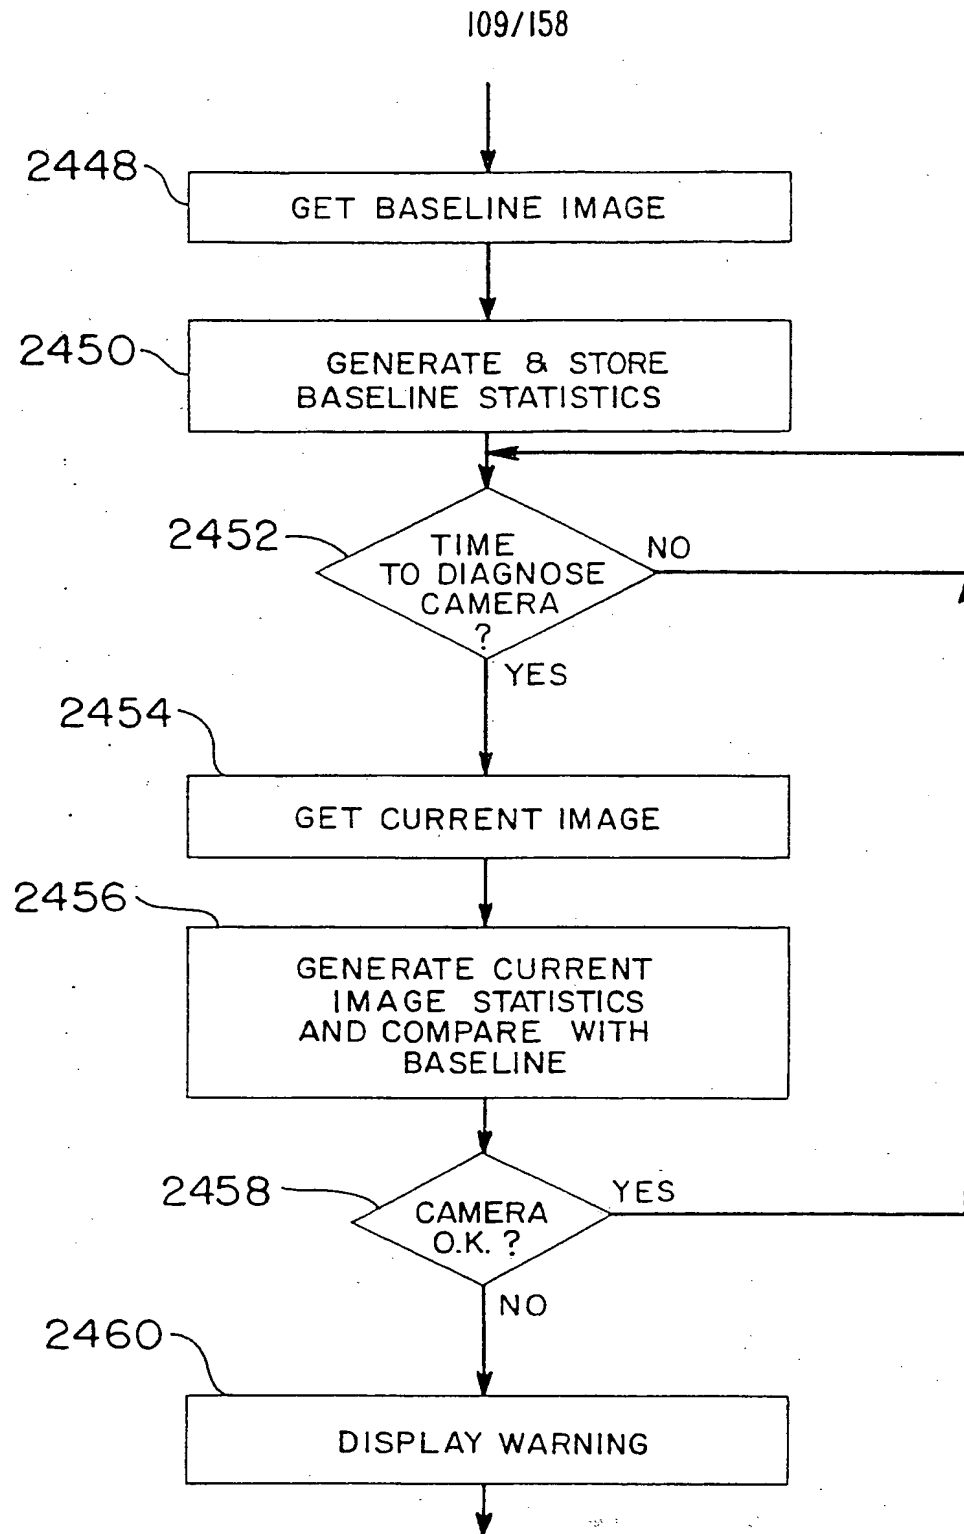 109/158
2448
GET BASELINE IMAGE
2450
GENERATE & STORE
BASELINE STATISTICS
2452
TIME
TO DIAGNOSE
CAMERA
?
NO
YES
2454
GET CURRENT IMAGE
2456
GENERATE CURRENT
IMAGE STATISTICS
AND COMPARE WITH
BASELINE
2458
CAMERA
O.K. ?
YES
NO
2460
DISPLAY WARNING